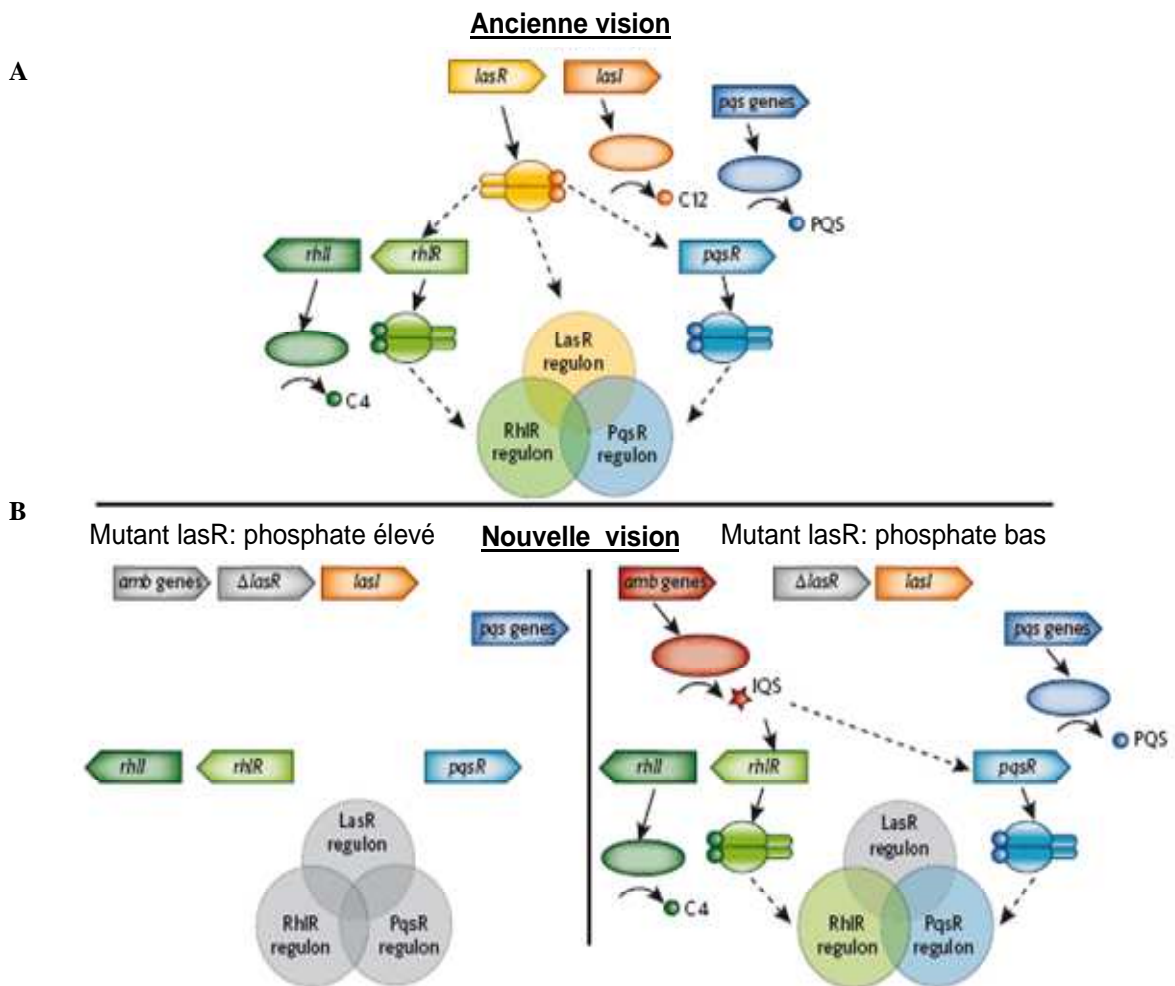 Ancienne vision
A
lasR
lasI
pqs genes
C12
PQS
rhlI
rhlR
pqsR
C4
LasR
regulon
RhlR
regulon
PqsR
regulon
B
Mutant lasR: phosphate élevé
Nouvelle vision
Mutant lasR: phosphate bas
amb genes
ΔlasR
lasI
pqs genes
rhlI
rhlR
pqsR
LasR
regulon
RhlR
regulon
PqsR
regulon
amb genes
ΔlasR
lasI
pqs genes
IQS
PQS
rhlI
rhlR
pqsR
C4
LasR
regulon
RhlR
regulon
PqsR
regulon